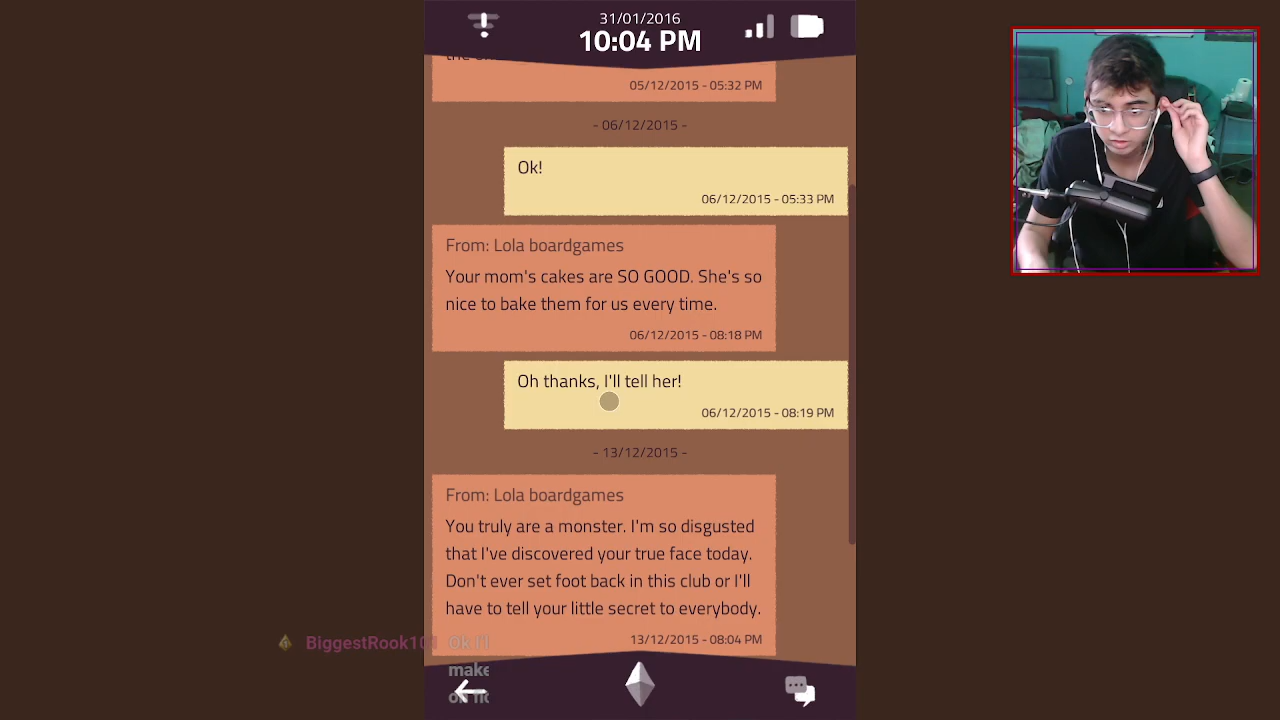 31/01/2016
10:04 PM
05/12/2015 - 05:32 PM
- 06/12/2015 -
Ok!
06/12/2015 - 05:33 PM
From: Lola boardgames
Your mom's cakes are SO GOOD. She's so
nice to bake them for us every time.
06/12/2015 - 08:18 PM
Oh thanks, I'll tell her!
06/12/2015 - 08:19 PM
- 13/12/2015 -
From: Lola boardgames
You truly are a monster. I'm so disgusted
that I've discovered your true face today.
Don't ever set foot back in this club or I'll
have to tell your little secret to everybody.
13/12/2015 - 08:04 PM
Ok I'l
make